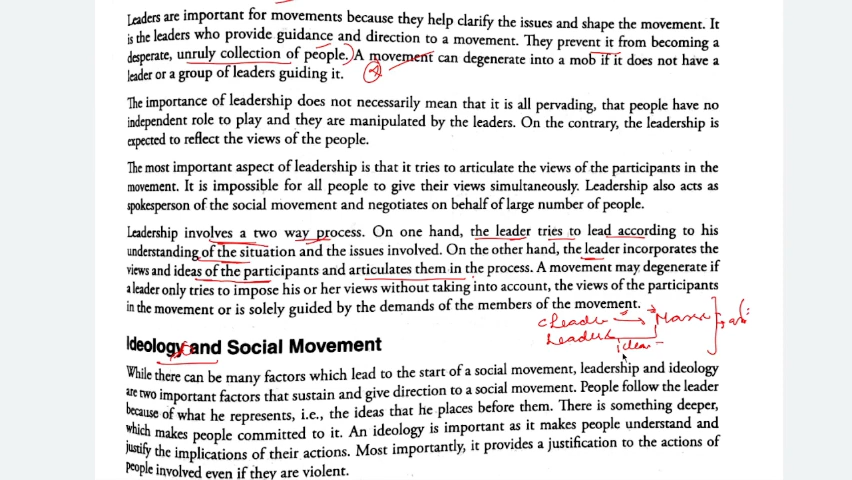 Leaders are important for movements because they help clarify the issues and shape the movement. It
is the leaders who provide guidance and direction to a movement. They prevent it from becoming a
desperate, unruly collection of people. A movement can degenerate into a mob if it does not have a
leader or a group of leaders guiding it.
The importance of leadership does not necessarily mean that it is all pervading, that people have no
independent role to play and they are manipulated by the leaders. On the contrary, the leadership is
expected to reflect the views of the people.
The most important aspect of leadership is that it tries to articulate the views of the participants in the
movement. It is impossible for all people to give their views simultaneously. Leadership also acts as
spokesperson of the social movement and negotiates on behalf of large number of people.
Leadership involves a two way process. On one hand, the leader tries to lead according to his
understanding of the situation and the issues involved. On the other hand, the leader incorporates the
views and ideas of the participants and articulates them in the process. A movement may degenerate if
a leader only tries to impose his or her views without taking into account, the views of the participants
in the movement or is solely guided by the demands of the members of the movement.
Leader
Leaders
idea
Ideology and Social Movement
While there can be many factors which lead to the start of a social movement, leadership and ideology
are two important factors that sustain and give direction to a social movement. People follow the leader
because of what he represents, i.e., the ideas that he places before them. There is something deeper,
which makes people committed to it. An ideology is important as it makes people understand and
justify the implications of their actions. Most importantly, it provides a justification to the actions of
people involved even if they are violent.